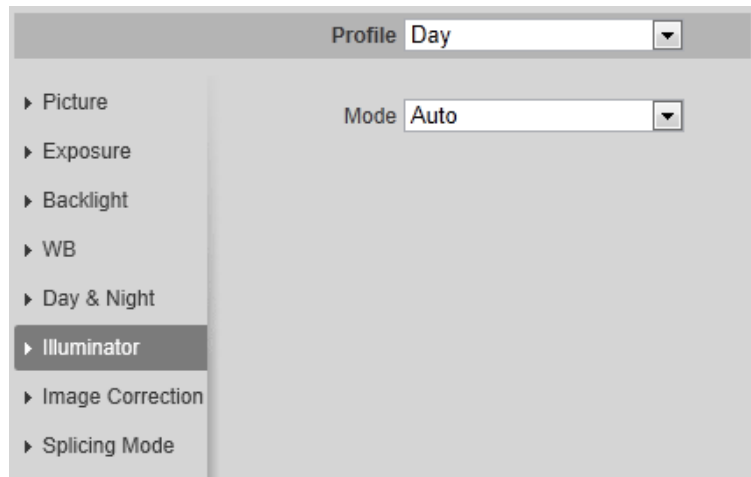 Profile Day
Picture
Mode Auto
Exposure
Backlight
WB
Day & Night
Illuminator
Image Correction
Splicing Mode